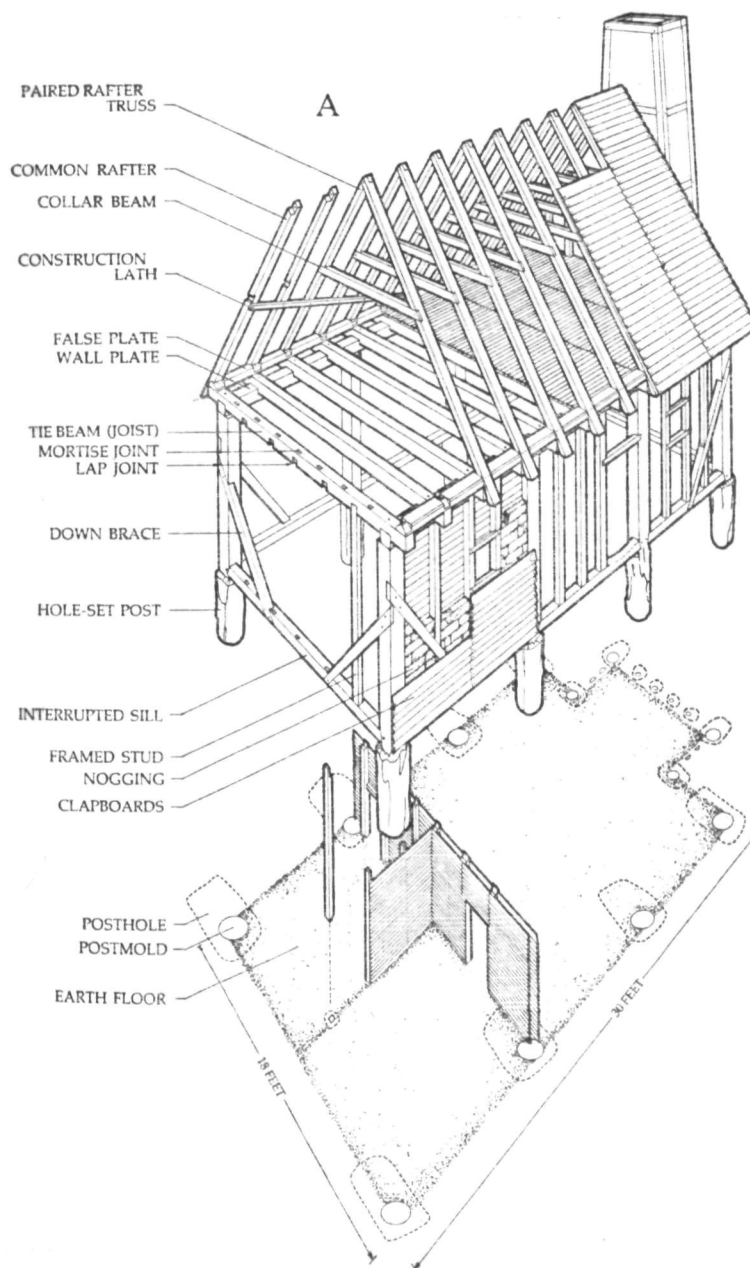 A
PAIRED RAFTER
TRUSS
COMMON RAFTER
COLLAR BEAM
CONSTRUCTION
LATH
FALSE PLATE
WALL PLATE
TIE BEAM (JOIST)
MORTISE JOINT
LAP JOINT
DOWN BRACE
HOLE-SET POST
INTERRUPTED SILL
FRAMED STUD
NOGGING
CLAPBOARDS
POSTHOLE
POSTMOLD
EARTH FLOOR
18 FEET
30 FEET